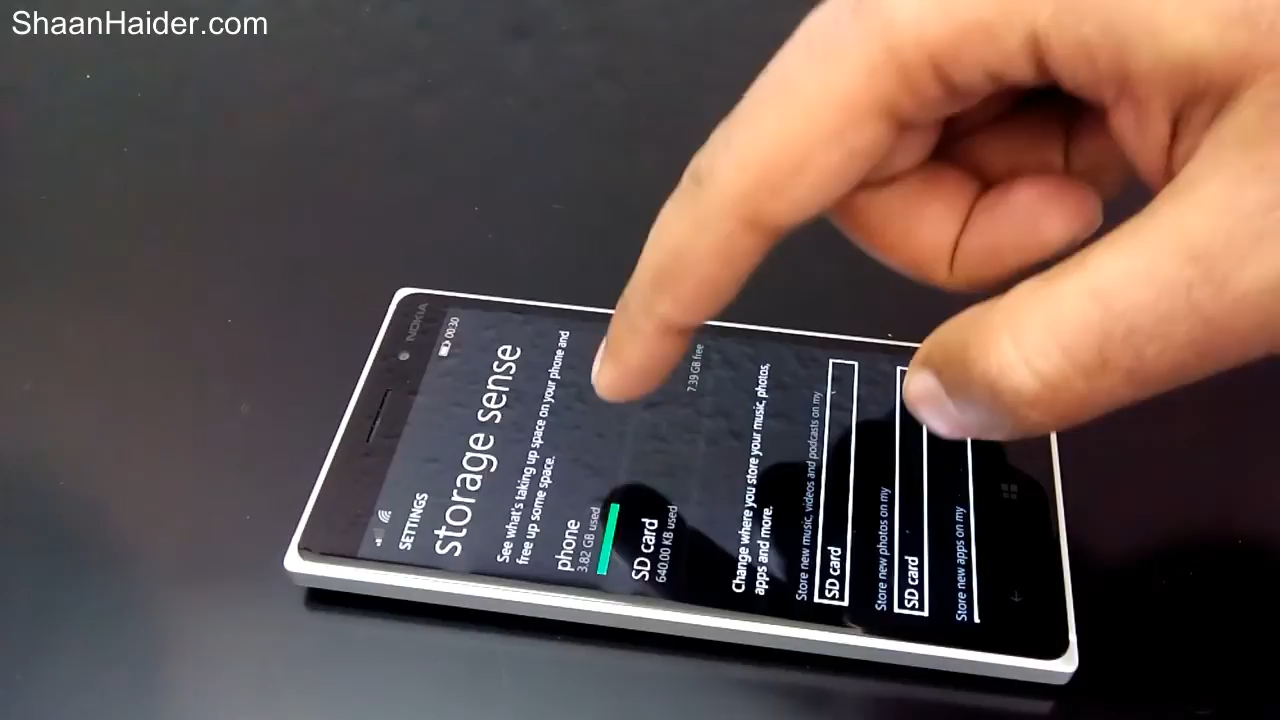 ShaanHaider.com
NOKIA
00:30
SETTINGS
storage sense
See what's taking up space on your phone and
free up some space.
phone
3.82 GB used
SD card
640.00 KB used
7.39 GB free
Change where you store your music, photos,
apps and more.
Store new music, videos and podcasts on my
SD card
Store new photos on my
SD card
Store new apps on my